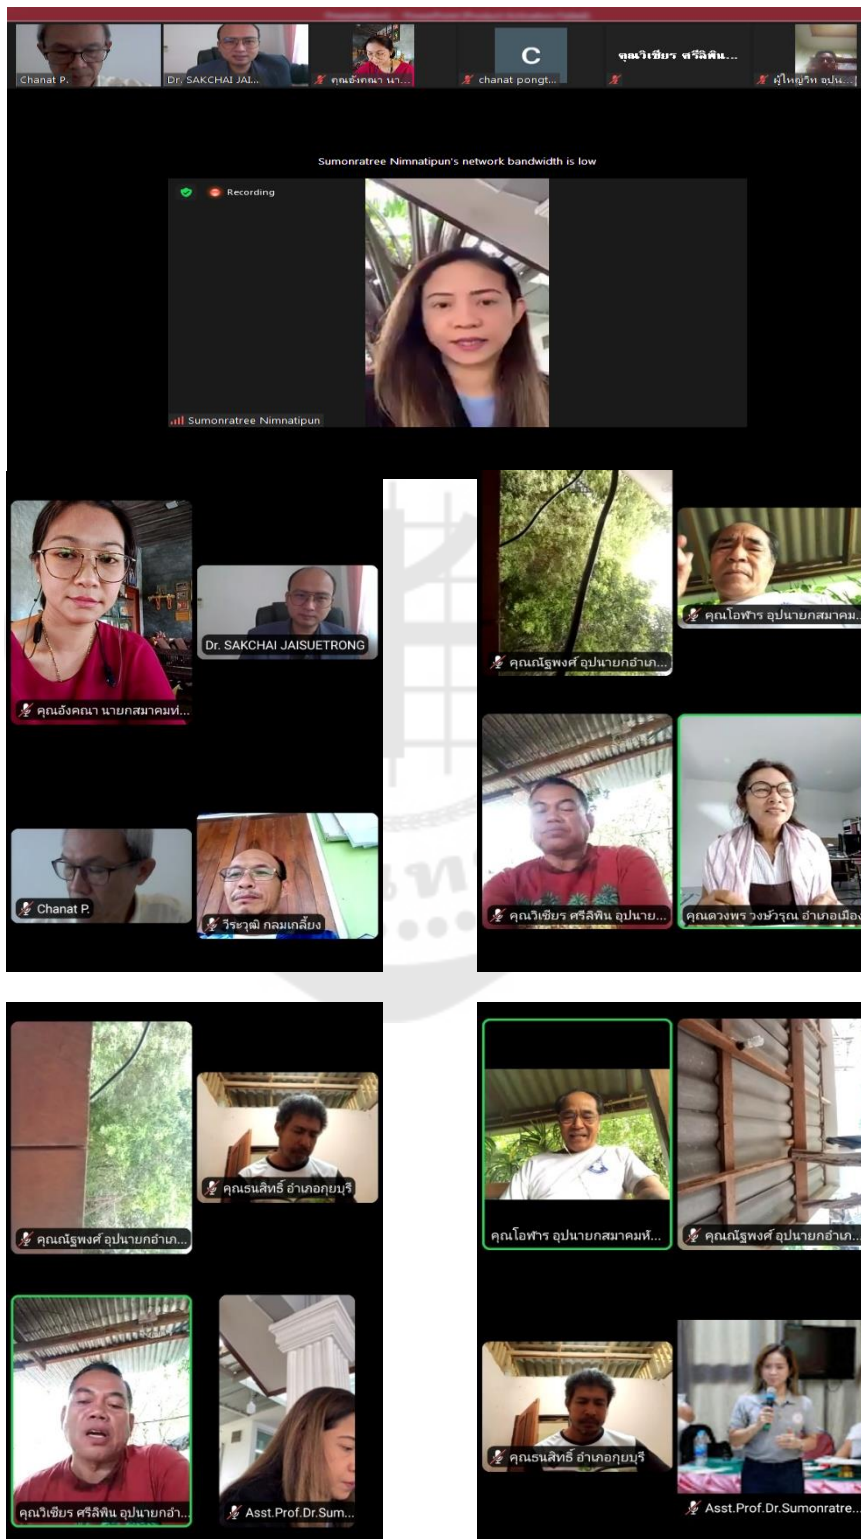 Chanat P.
Dr. SAKCHAI JAI...
คุณอังคณา นา...
C
chanat pongt...
คุณวิเชียร ศรีลิพิน...
ผู้ใหญ่วิท อุปน...
Sumonratree Nimnatipun's network bandwidth is low
Recording
Sumonratree Nimnatipun
คุณอังคณา นายกสมาคมท่...
Dr. SAKCHAI JAISUETRONG
Chanat P.
วีระวุฒิ กลมเกลี้ยง
คุณณัฐพงศ์ อุปนายกอำเภ...
คุณโอฬาร อุปนายกสมาคม...
คุณวิเชียร ศรีลิพิน อุปนาย...
คุณดวงพร วงษ์วรุณ อำเภอเมือง
คุณณัฐพงศ์ อุปนายกอำเภ...
คุณธนสิทธิ์ อำเภอกุยบุรี
คุณวิเชียร ศรีลิพิน อุปนายกอำ...
Asst.Prof.Dr.Sum...
คุณโอฬาร อุปนายกสมาคมหั...
คุณณัฐพงศ์ อุปนายกอำเภ...
คุณธนสิทธิ์ อำเภอกุยบุรี
Asst.Prof.Dr.Sumonratre...